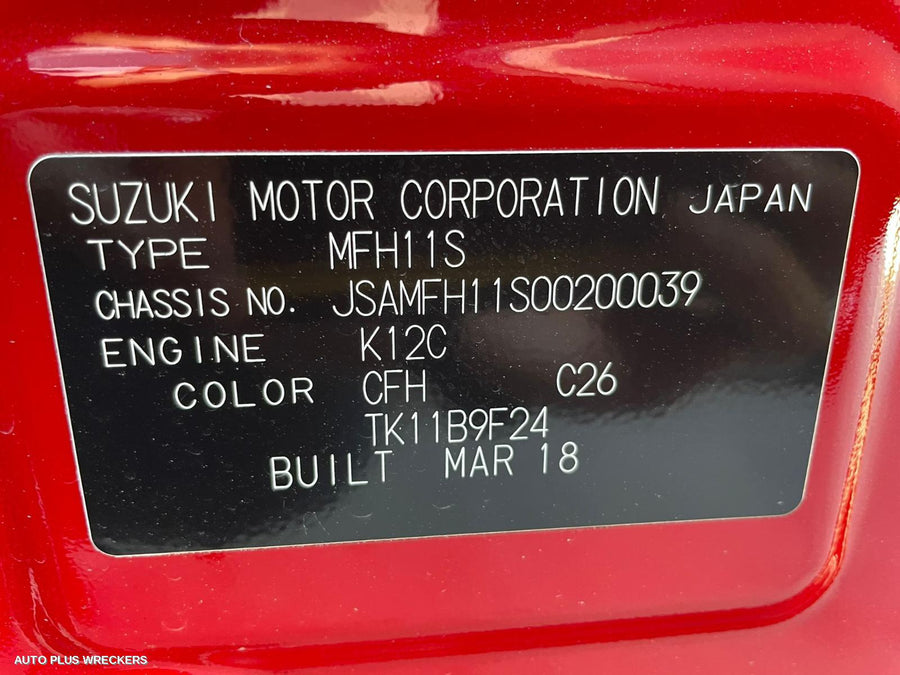 SUZUKI MOTOR CORPORATION JAPAN
TYPE MFH11S
CHASSIS NO. JSAMFH11S00200039
ENGINE K12C
COLOR CFH C26
TK11B9F24
BUILT MAR 18
AUTO PLUS WRECKERS